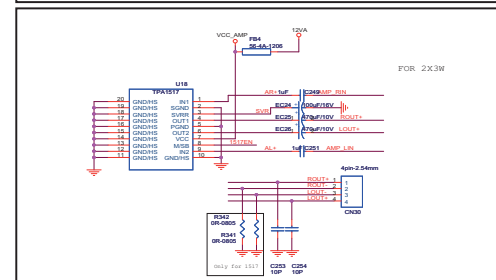 VCC_AMP
12VA
FB4
56-4A-1206
FOR 2X3W
U18
TPA1517
20 GND/HS IN1 1
19 GND/HS SGND 2
18 GND/HS SVRR 3
17 GND/HS OUT1 4
16 GND/HS PGND 5
15 GND/HS OUT2 6
14 GND/HS VCC 7
13 GND/HS M/SB 8
12 GND/HS IN2 9
11 GND/HS GND/HS 10
AR+ 1uF C249 AMP_RIN
SVR EC24 100uF/16V
EC25 470uF/10V ROUT+
EC26 470uF/10V LOUT+
1517EN
AL+ 1uF C251 AMP_LIN
4pin-2.54mm
ROUT+ 1 1
ROUT- 2 2
LOUT- 3 3
LOUT+ 4 4
CN30
R342
0R-0805
R341
0R-0805
Only for 1517
C253 C254
10P 10P